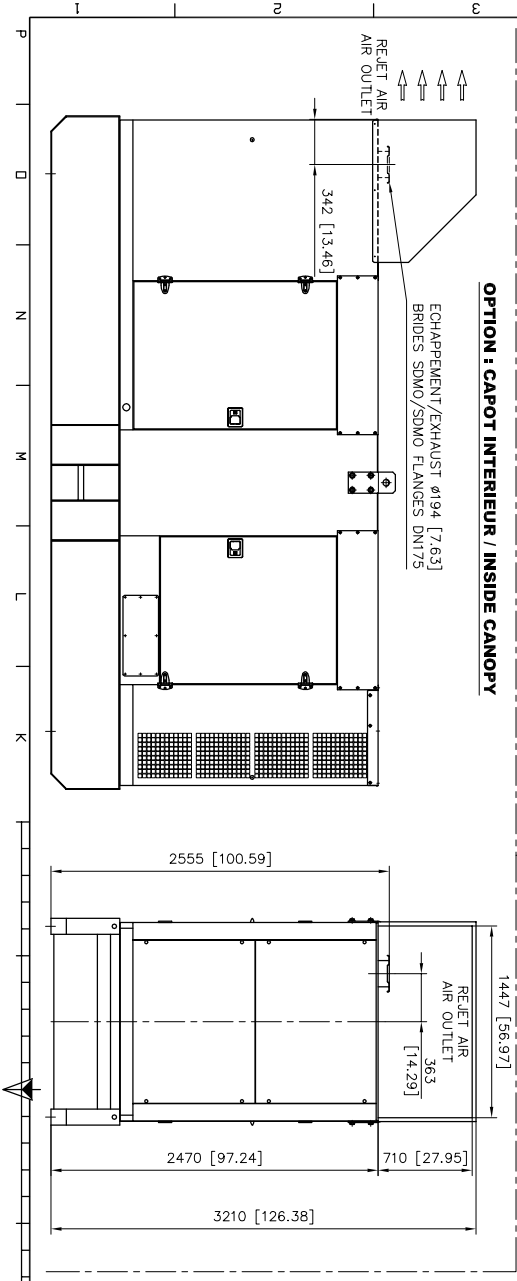 3
2
1
P
O
N
M
L
K
REJET AIR
AIR OUTLET
342 [13.46]
OPTION : CAPOT INTERIEUR / INSIDE CANOPY
ECHAPPEMENT/EXHAUST ø194 [7.63]
BRIDES SDMO/SDMO FLANGES DN175
2555 [100.59]
1447 [56.97]
REJET AIR
AIR OUTLET
363
[14.29]
2470 [97.24]
710 [27.95]
3210 [126.38]